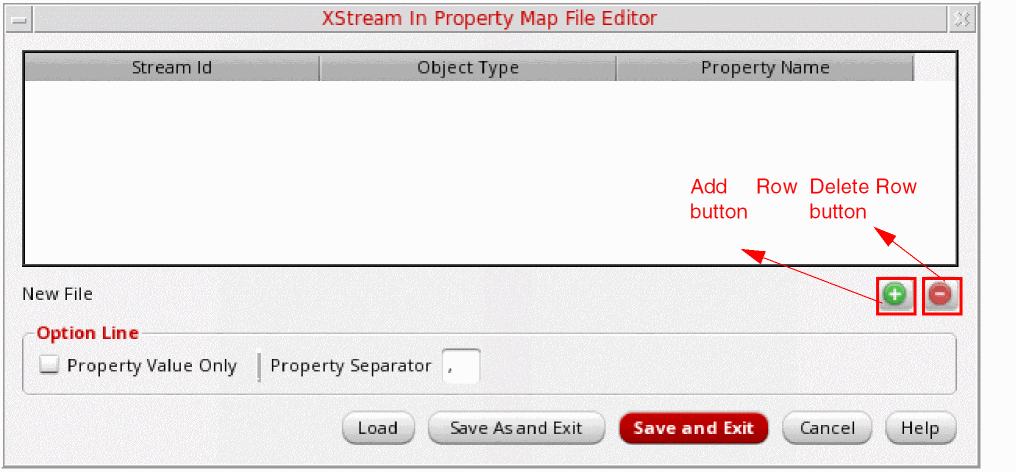 XStream In Property Map File Editor
Stream Id Object Type Property Name
Add Row Delete Row
button button
New File
Option Line
Property Value Only Property Separator ,
Load Save As and Exit Save and Exit Cancel Help